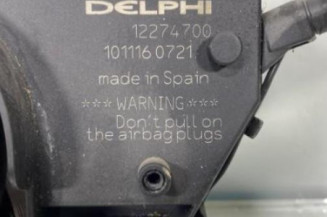 DELPHI
12274700
101116 0721
made in Spain
*** WARNING ***
Don't pull on
the airbag plugs